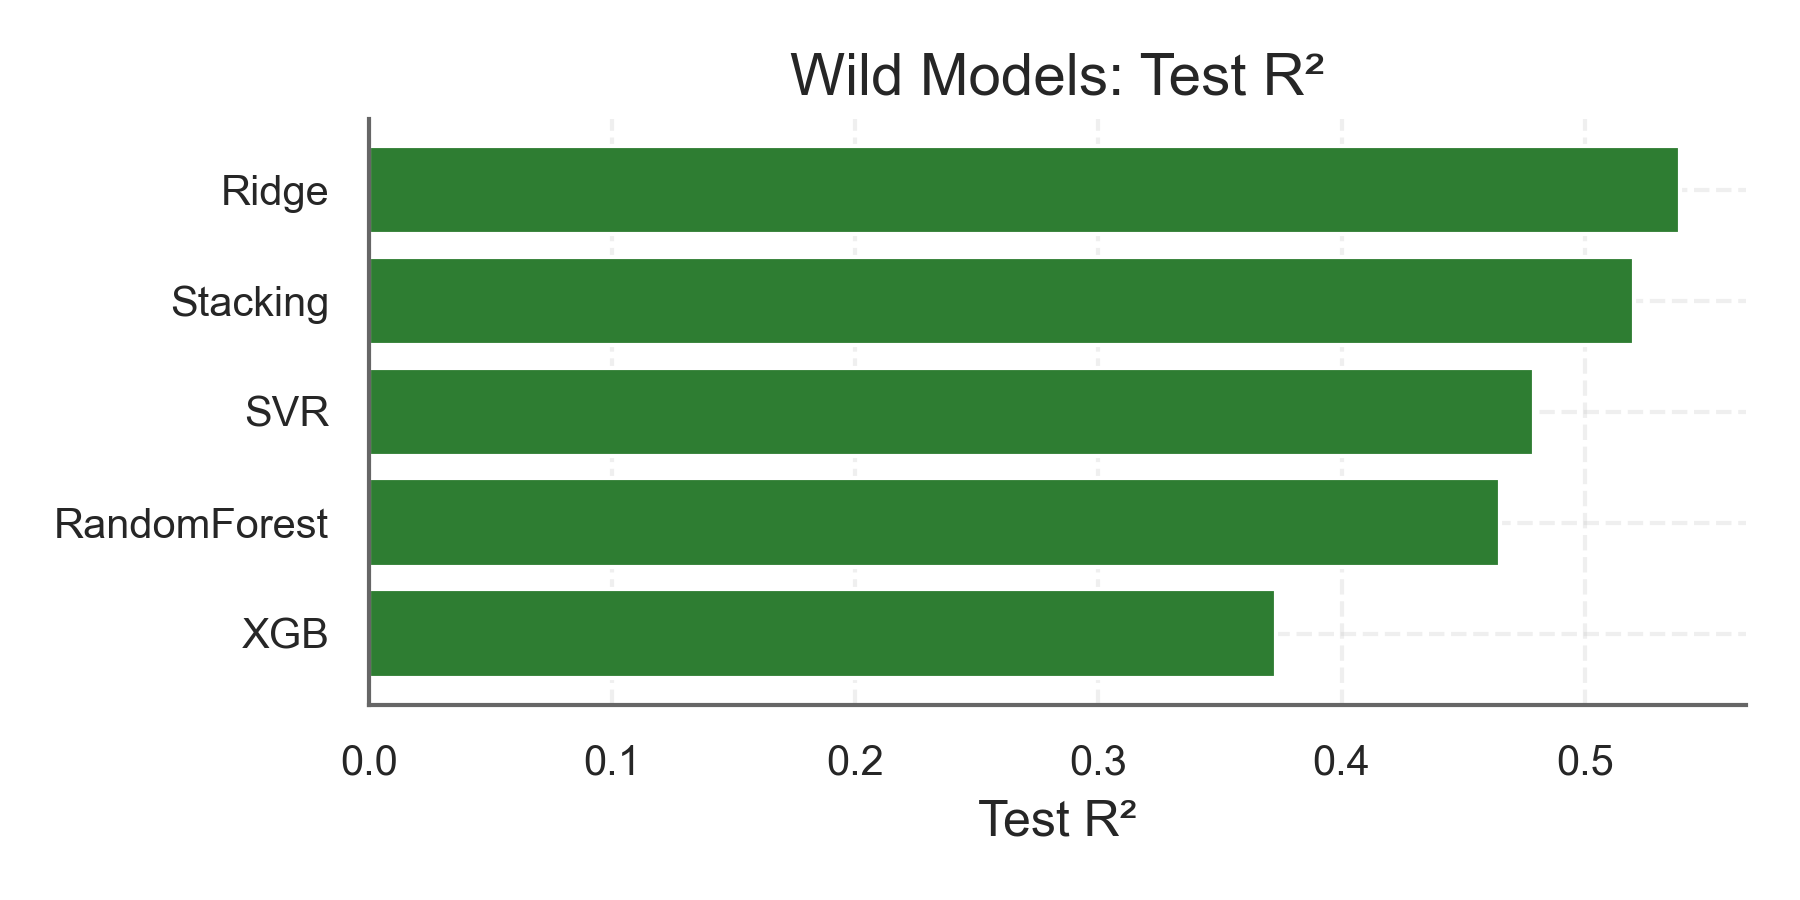 Wild Models: Test R²
Ridge
Stacking
SVR
RandomForest
XGB
0.0 0.1 0.2 0.3 0.4 0.5
Test R²